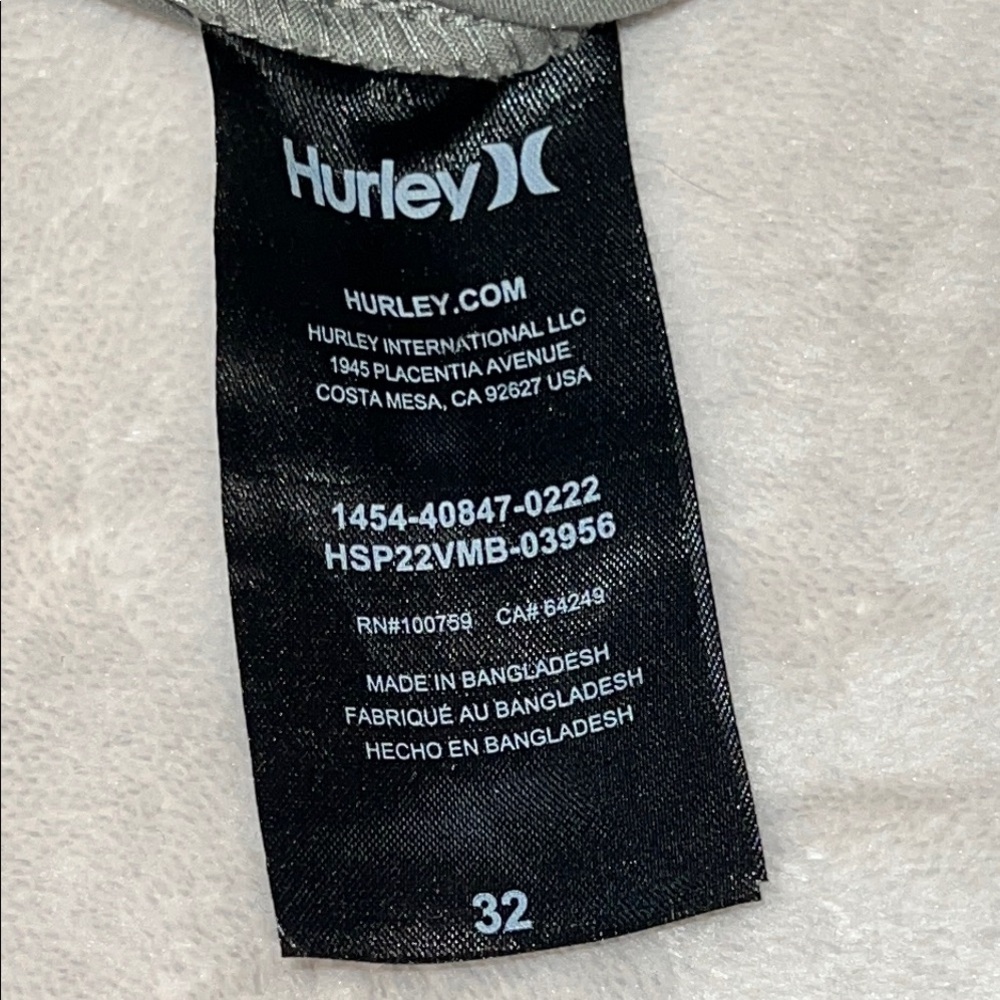 Hurley
HURLEY.COM
HURLEY INTERNATIONAL LLC
1945 PLACENTIA AVENUE
COSTA MESA, CA 92627 USA
1454-40847-0222
HSP22VMB-03956
RN#100759 CA# 64249
MADE IN BANGLADESH
FABRIQUÉ AU BANGLADESH
HECHO EN BANGLADESH
32